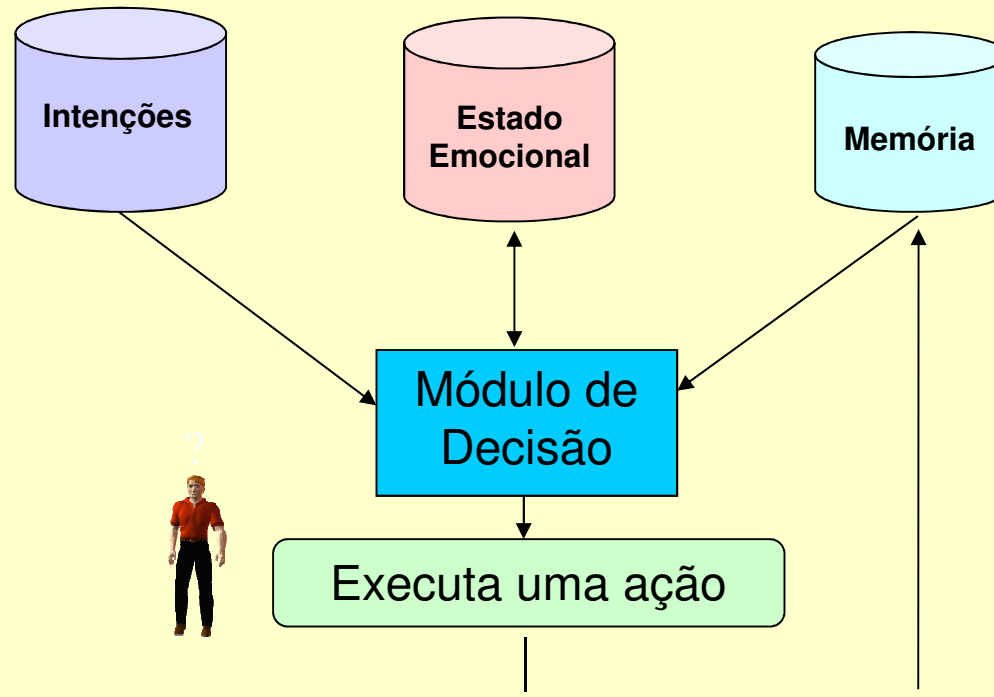 Intenções
Estado
Emocional
Memória
Módulo de
Decisão
?
Executa uma ação